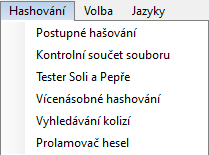 Hashování Volba Jazyky
Postupné hašování
Kontrolní součet souboru
Tester Soli a Pepře
Vícenásobné hashování
Vyhledávání kolizí
Prolamovač hesel